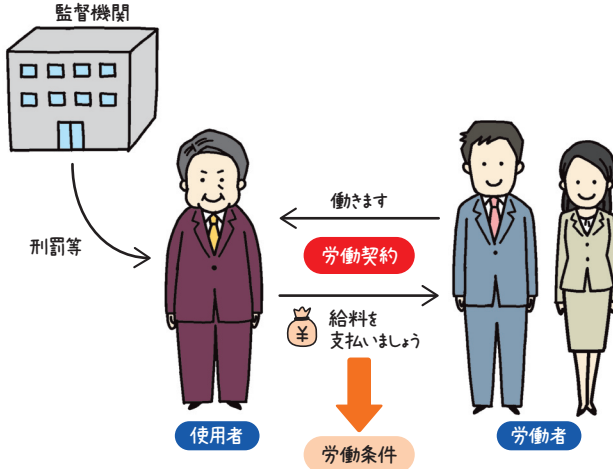 監督機関
働きます
刑罰等
労働契約
¥
給料を
支払いましょう
使用者
労働者
労働条件